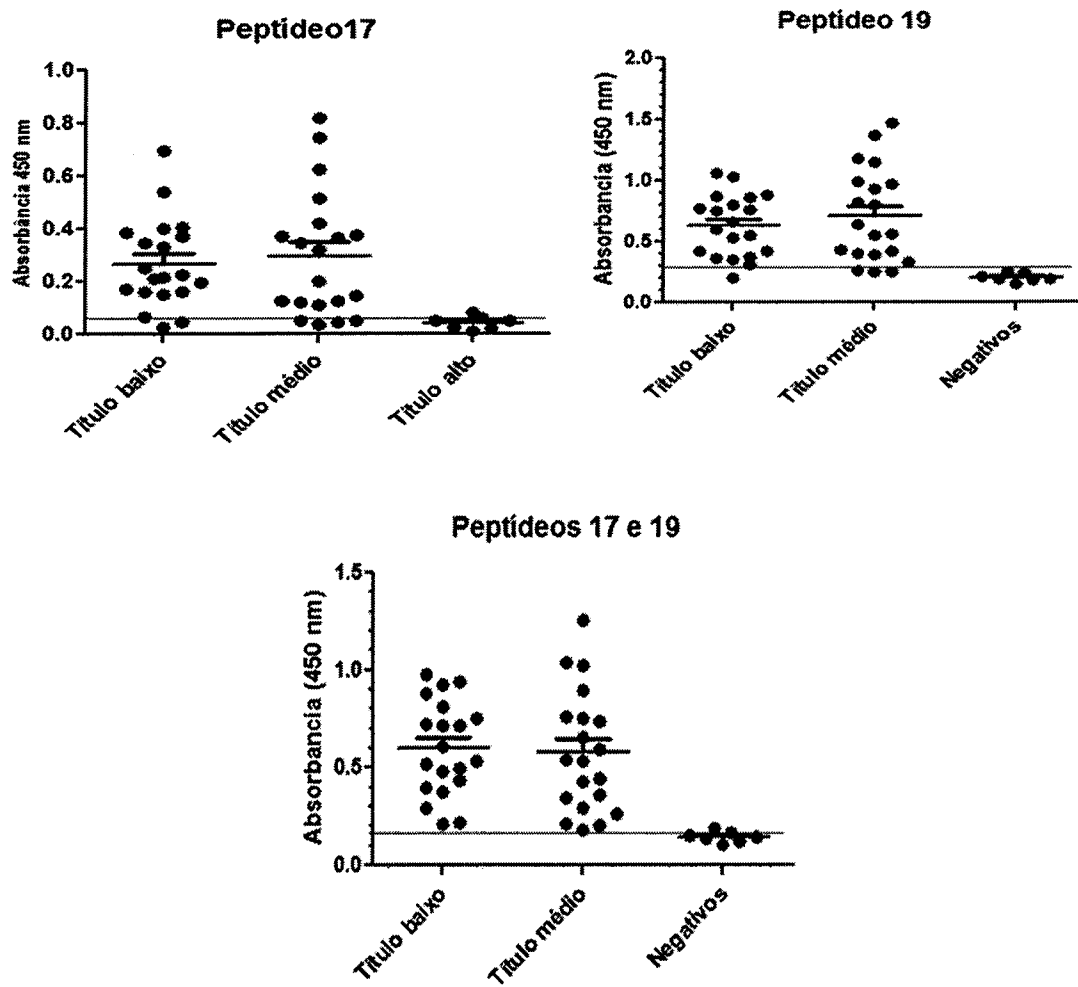 Peptídeo17
Absorbância 450 nm
1.0
0.8
0.6
0.4
0.2
0.0
Título baixo
Título médio
Título alto
Peptídeo 19
Absorbância (450 nm)
2.0
1.5
1.0
0.5
0.0
Título baixo
Título médio
Negativos
Peptídeos 17 e 19
Absorbancia (450 nm)
1.5
1.0
0.5
0.0
Título baixo
Título médio
Negativos